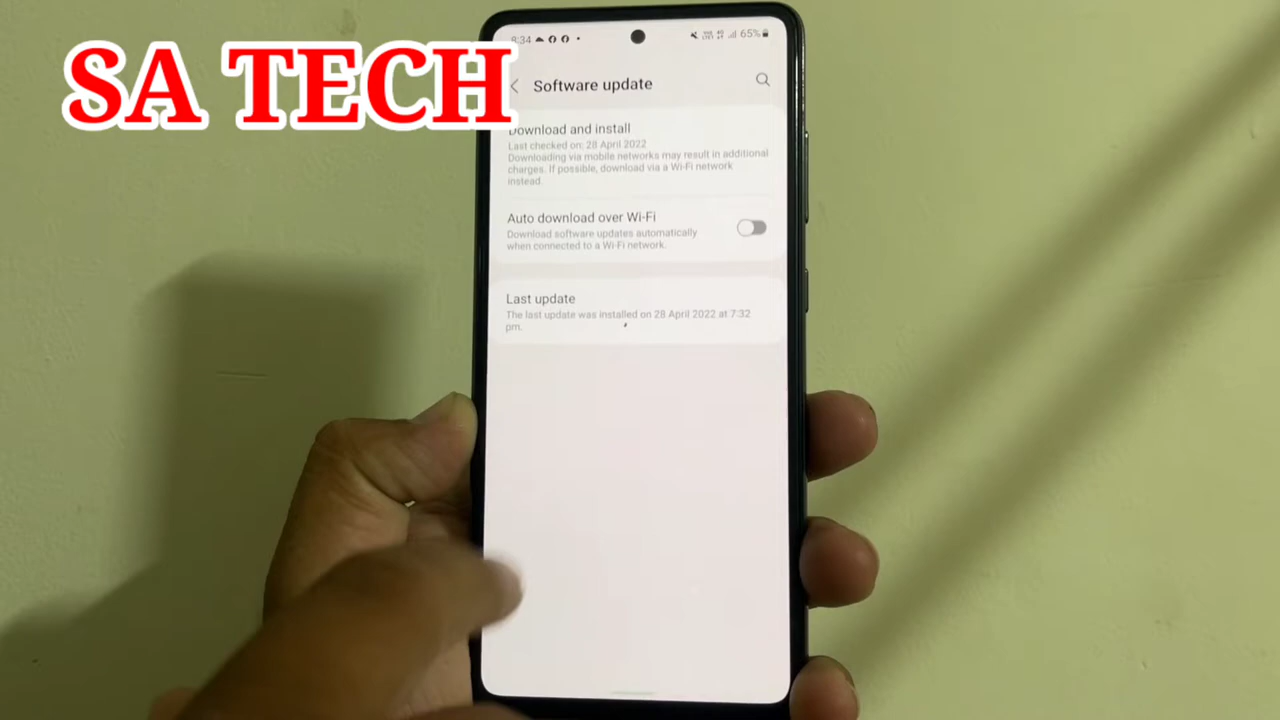 SA TECH
8:34
65%
Software update
Download and install
Last checked on: 28 April 2022
Downloading via mobile networks may result in additional
charges. If possible, download via a Wi-Fi network
instead.
Auto download over Wi-Fi
Download software updates automatically
when connected to a Wi-Fi network.
Last update
The last update was installed on 28 April 2022 at 7:32
pm.